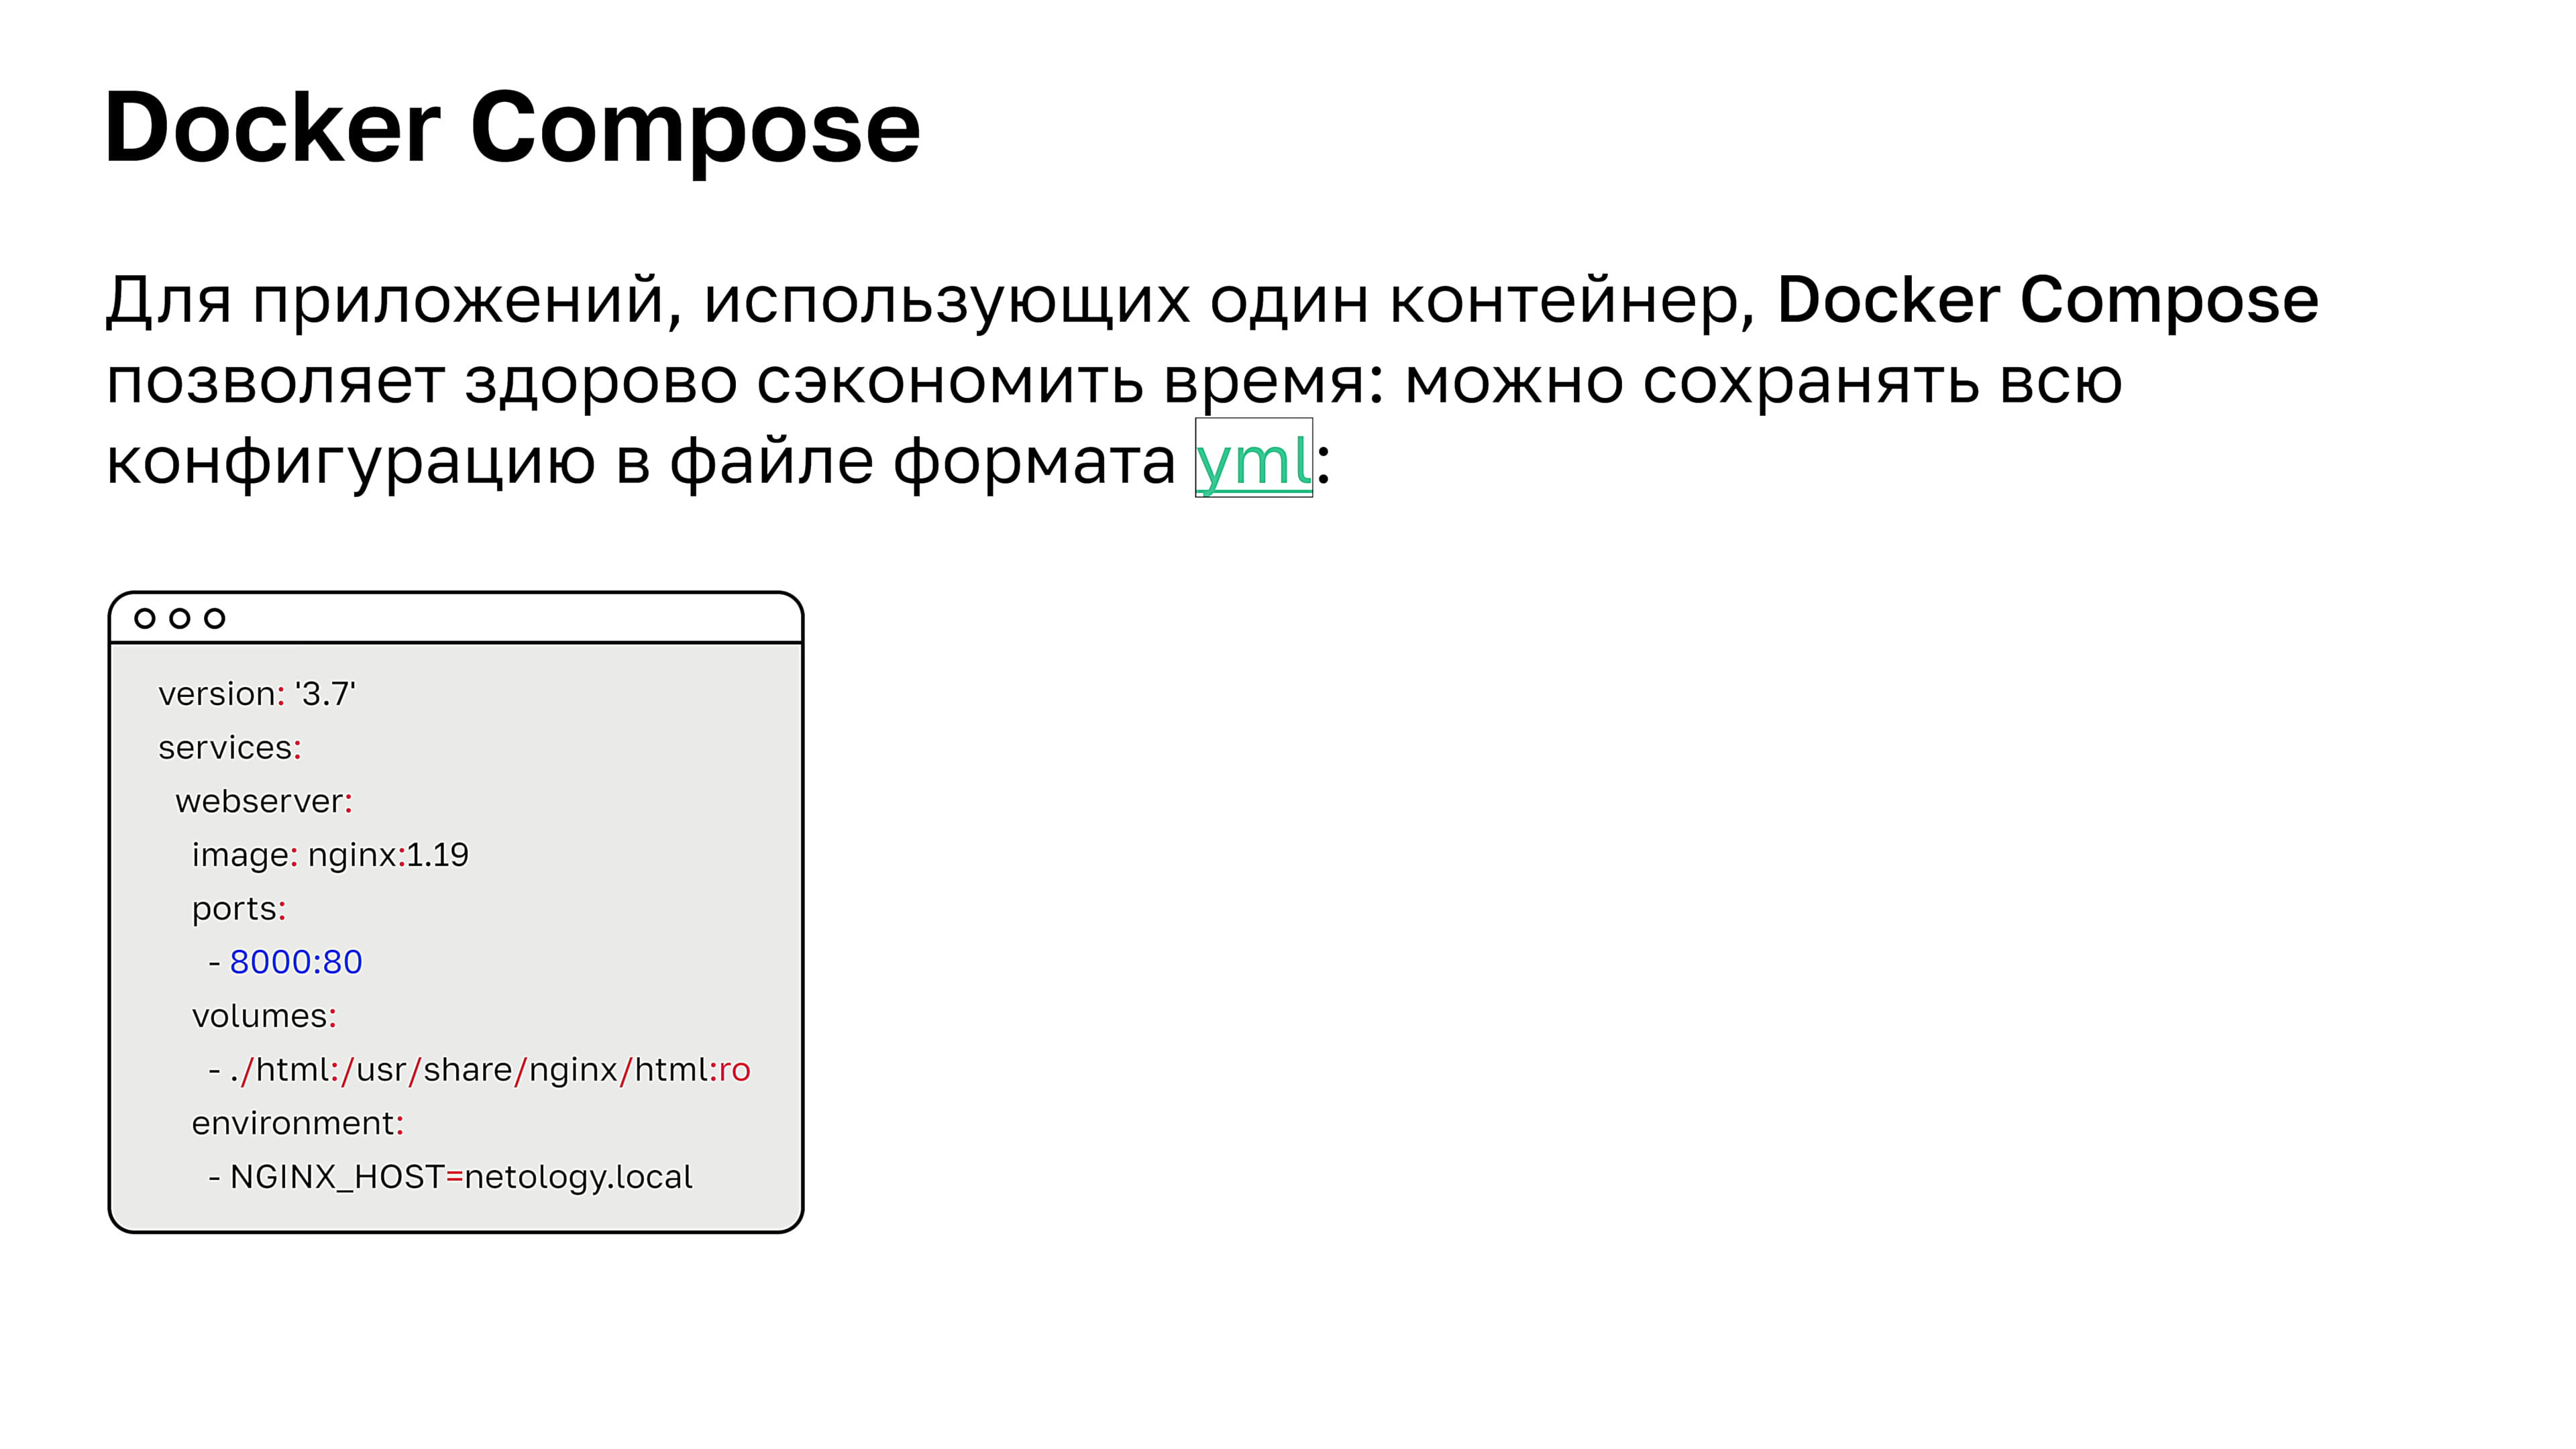 Docker Compose
Для приложений, использующих один контейнер, Docker Compose
позволяет здорово сэкономить время: можно сохранять всю
конфигурацию в файле формата yml:
version: '3.7'
services:
  webserver:
    image: nginx:1.19
    ports:
      - 8000:80
    volumes:
      - ./html:/usr/share/nginx/html:ro
    environment:
      - NGINX_HOST=netology.local